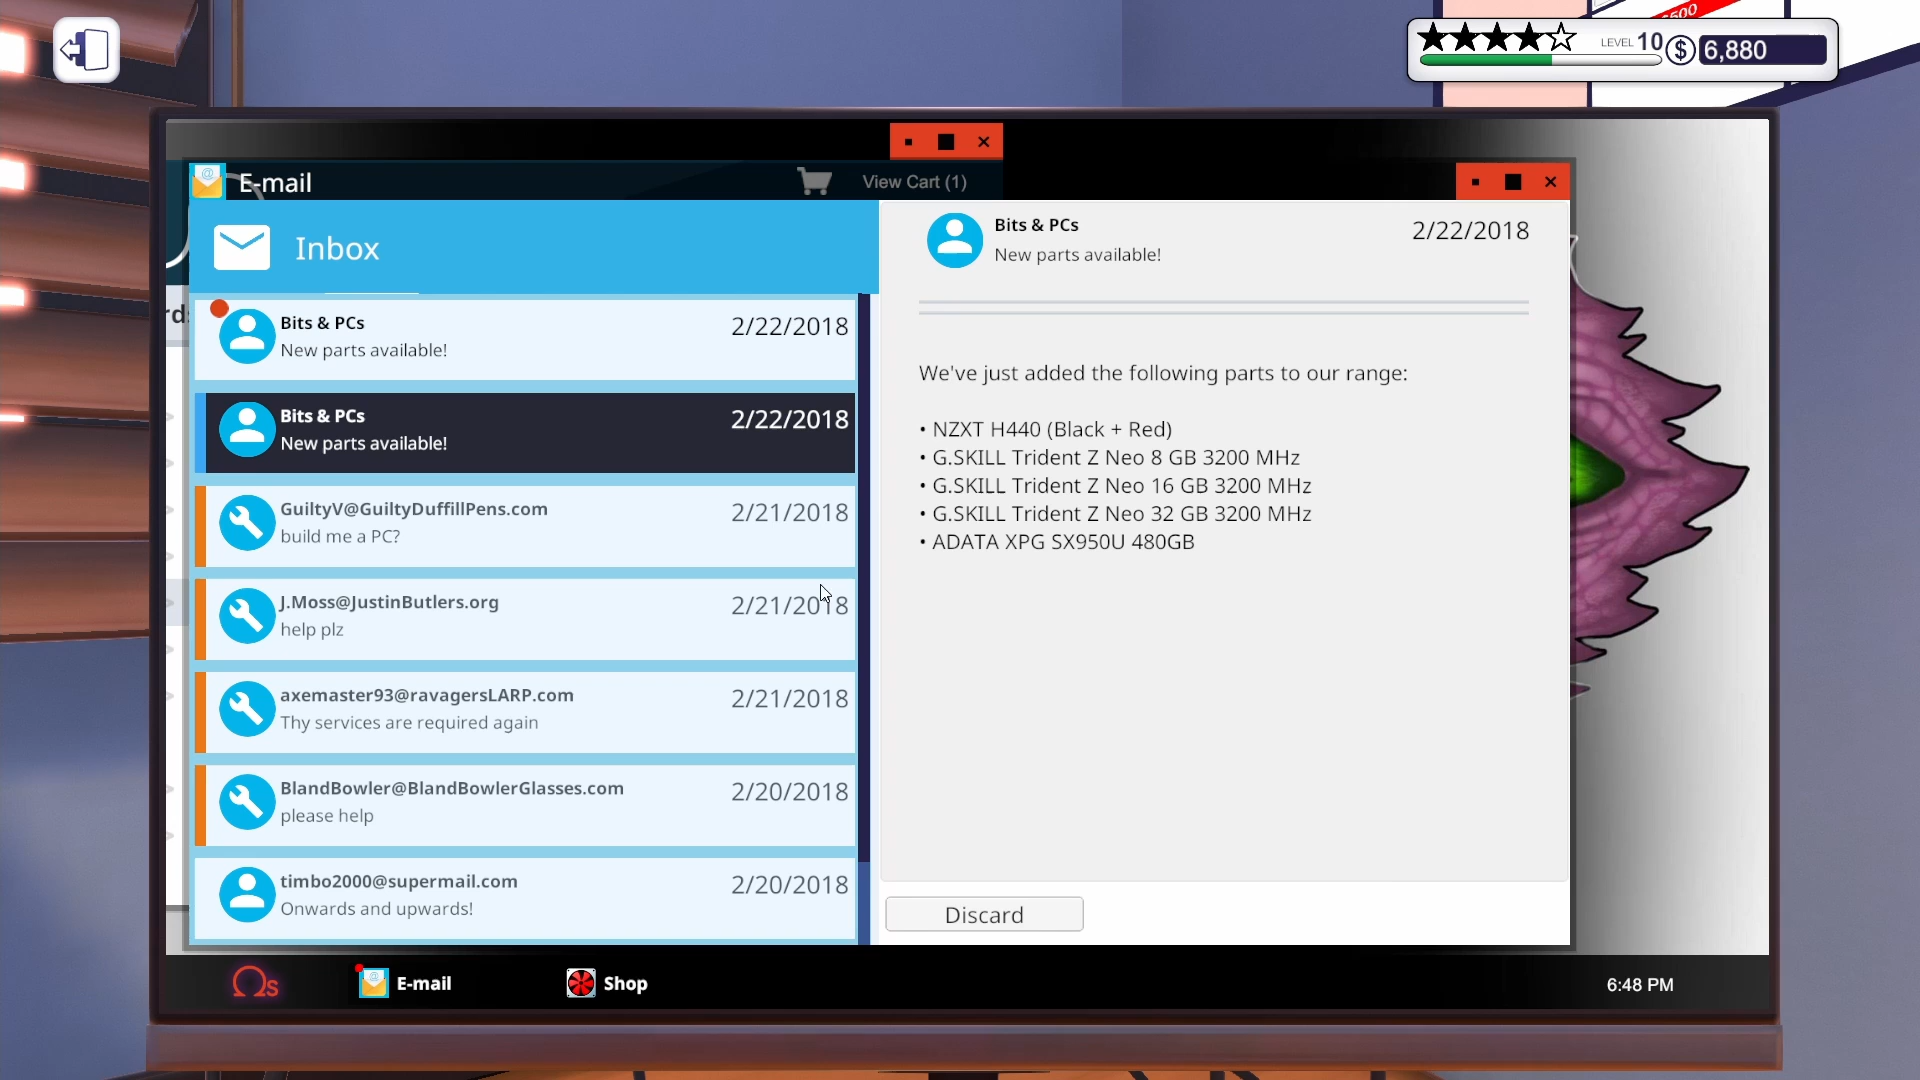 500
LEVEL 10
$ 6,880
E-mail
View Cart (1)
Inbox
Bits & PCs
2/22/2018
New parts available!
Bits & PCs
2/22/2018
New parts available!
GuiltyV@GuiltyDuffillPens.com
2/21/2018
build me a PC?
J.Moss@JustinButlers.org
2/21/2018
help plz
axemaster93@ravagersLARP.com
2/21/2018
Thy services are required again
BlandBowler@BlandBowlerGlasses.com
2/20/2018
please help
timbo2000@supermail.com
2/20/2018
Onwards and upwards!
Bits & PCs
2/22/2018
New parts available!
We've just added the following parts to our range:
• NZXT H440 (Black + Red)
• G.SKILL Trident Z Neo 8 GB 3200 MHz
• G.SKILL Trident Z Neo 16 GB 3200 MHz
• G.SKILL Trident Z Neo 32 GB 3200 MHz
• ADATA XPG SX950U 480GB
Discard
Ωs
E-mail
Shop
6:48 PM